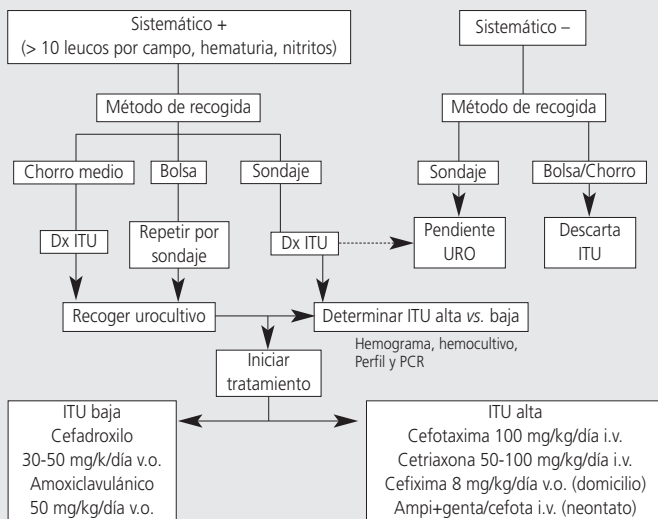 Sistemático +
(> 10 leucos por campo, hematuria, nitritos)
Sistemático –
Método de recogida
Método de recogida
Chorro medio
Bolsa
Sondaje
Sondaje
Bolsa/Chorro
Dx ITU
Repetir por
sondaje
Dx ITU
Pendiente
URO
Descarta
ITU
Recoger urocultivo
Determinar ITU alta vs. baja
Hemograma, hemocultivo,
Perfil y PCR
Iniciar
tratamiento
ITU baja
Cefadroxilo
30-50 mg/k/día v.o.
Amoxiclavulánico
50 mg/kg/día v.o.
ITU alta
Cefotaxima 100 mg/kg/día i.v.
Cetriaxona 50-100 mg/kg/día i.v.
Cefixima 8 mg/kg/día v.o. (domicilio)
Ampi+genta/cefota i.v. (neontato)